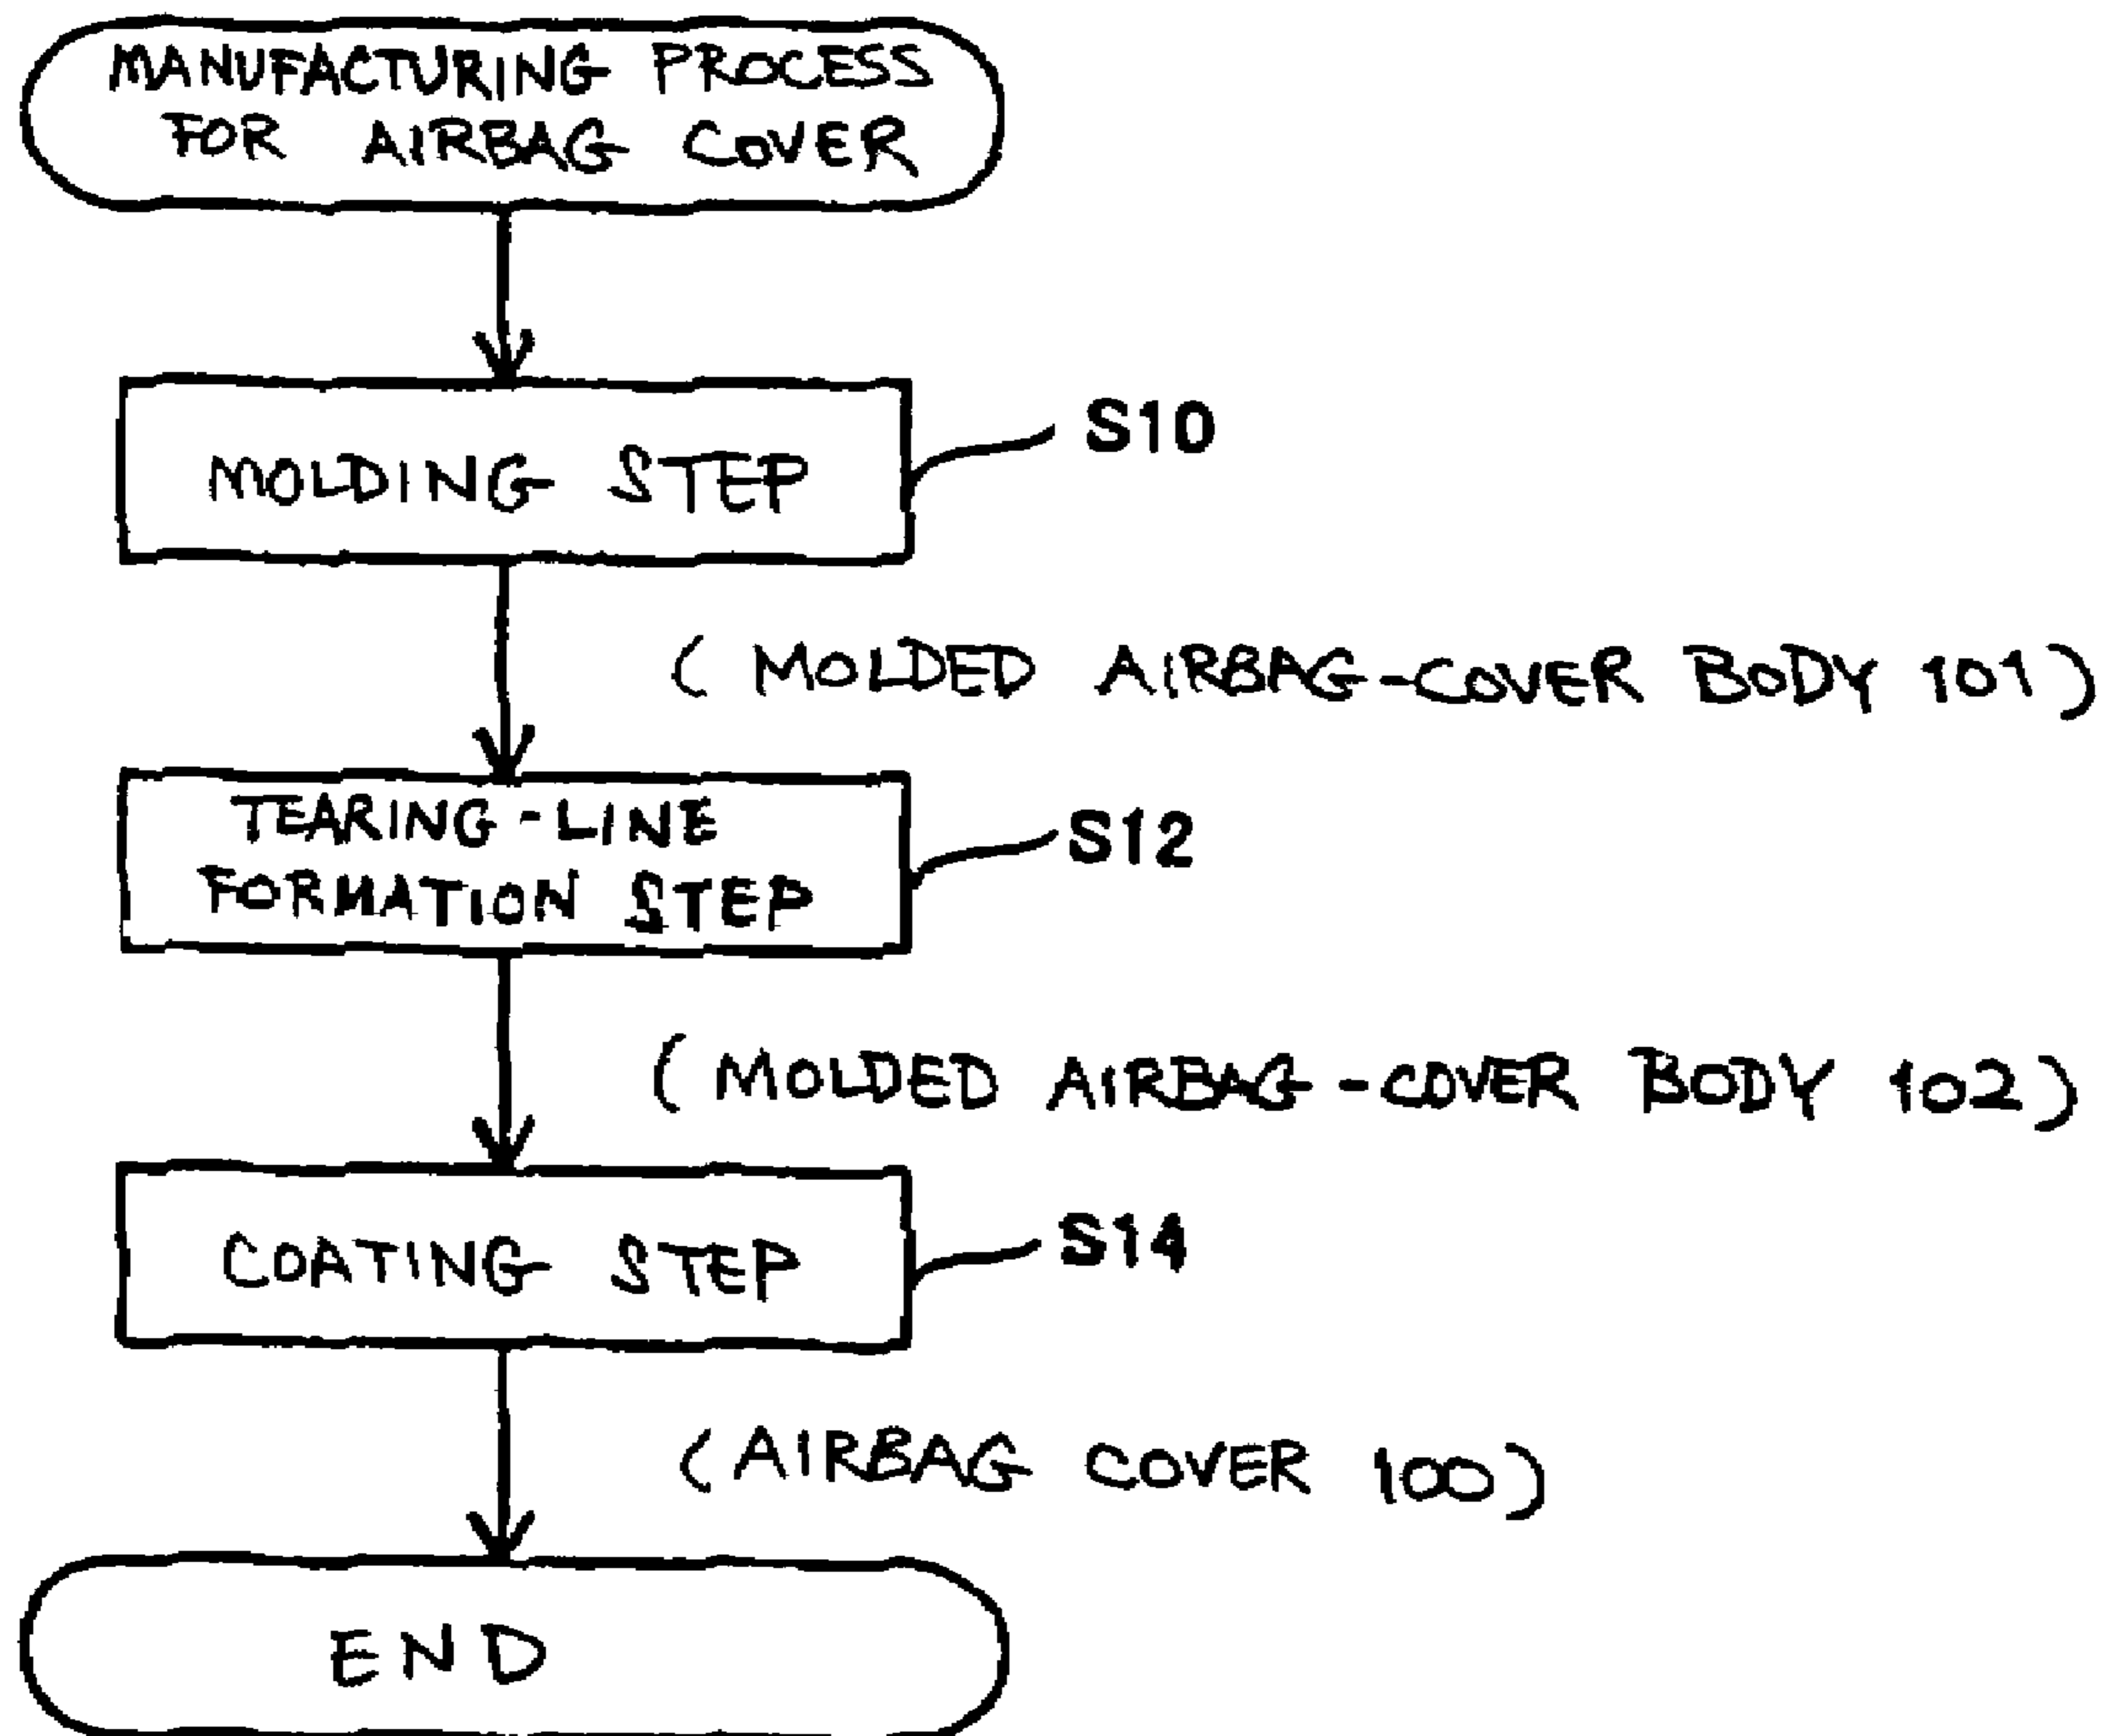 MANUFACTURING PROCESS
FOR AIRBAG COVER
MOLDING STEP
S10
( MOLDED AIRBAG-COVER BODY 101)
TEARING-LINE
FORMATION STEP
S12
( MOLDED AIRBAG-COVER BODY 102)
COATING STEP
S14
(AIRBAG COVER 100)
END